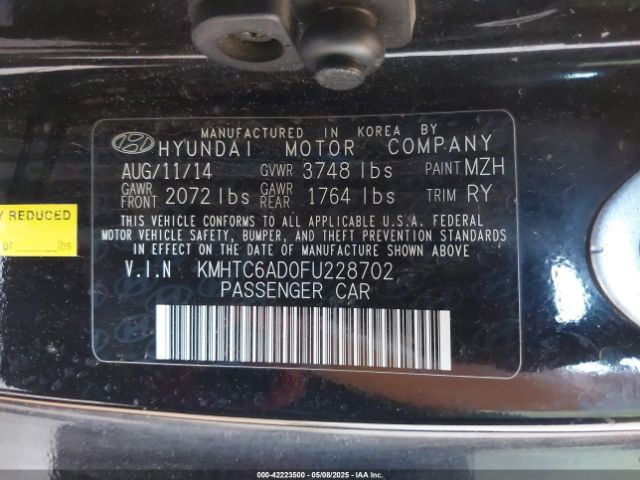 MANUFACTURED IN KOREA BY
HYUNDAI MOTOR COMPANY
AUG/11/14 GVWR 3748 lbs PAINT MZH
GAWR FRONT 2072 lbs GAWR REAR 1764 lbs TRIM RY
THIS VEHICLE CONFORMS TO ALL APPLICABLE U.S.A. FEDERAL
MOTOR VEHICLE SAFETY, BUMPER, AND THEFT PREVENTION STANDARDS
IN EFFECT ON THE DATE OF MANUFACTURE SHOWN ABOVE.
V.I.N KMHTC6AD0FU228702
PASSENGER CAR
Y REDUCED
or lbs
000-42223500 - 05/08/2025 - IAAI.COM